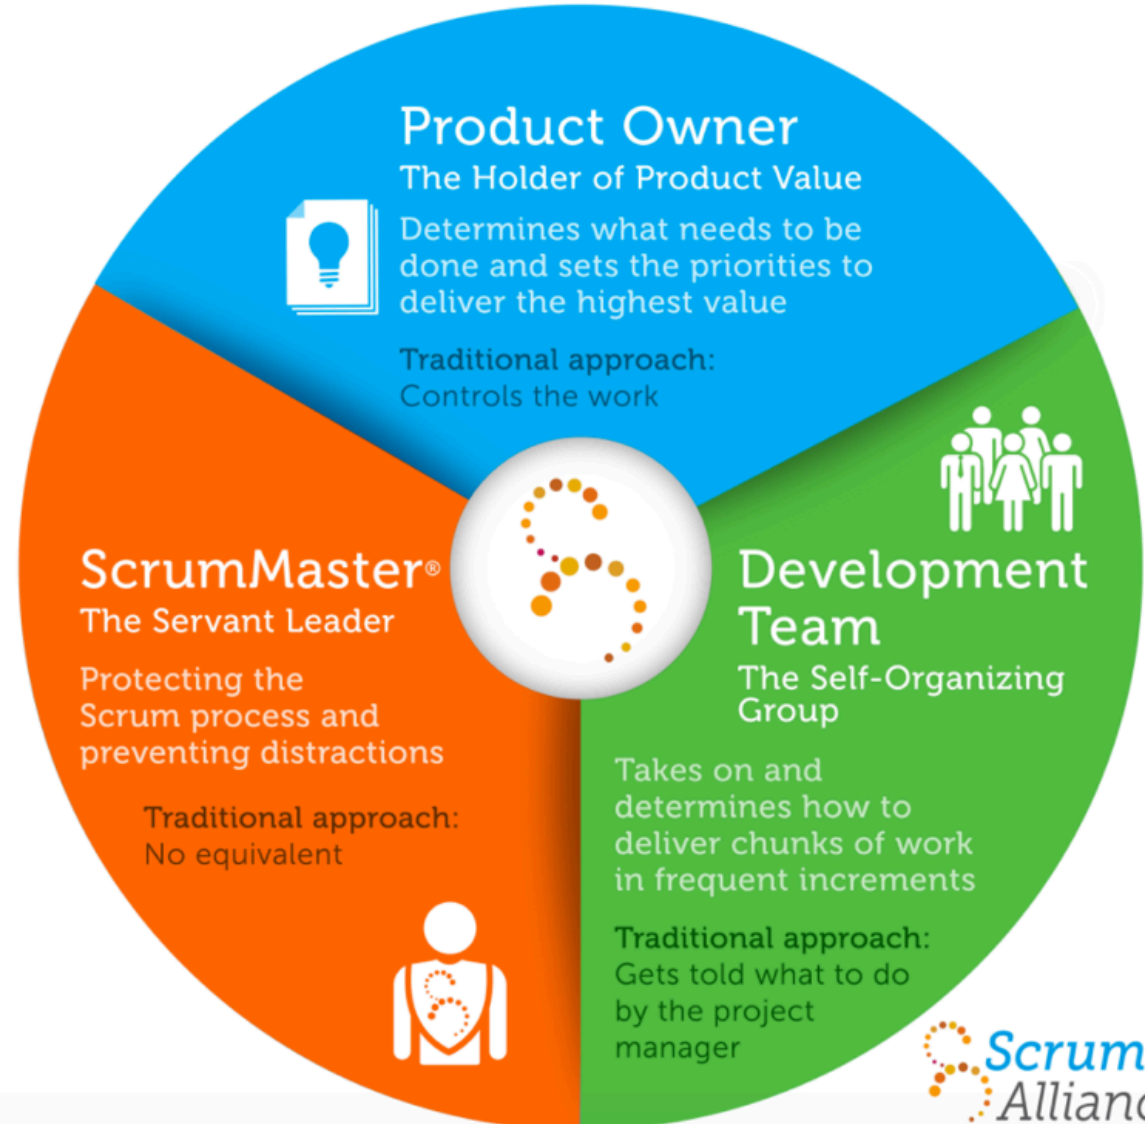 Product Owner
The Holder of Product Value
Determines what needs to be
done and sets the priorities to
deliver the highest value
Traditional approach:
Controls the work
ScrumMaster®
The Servant Leader
Protecting the
Scrum process and
preventing distractions
Traditional approach:
No equivalent
Development
Team
The Self-Organizing
Group
Takes on and
determines how to
deliver chunks of work
in frequent increments
Traditional approach:
Gets told what to do
by the project
manager
Scrum
Allianc